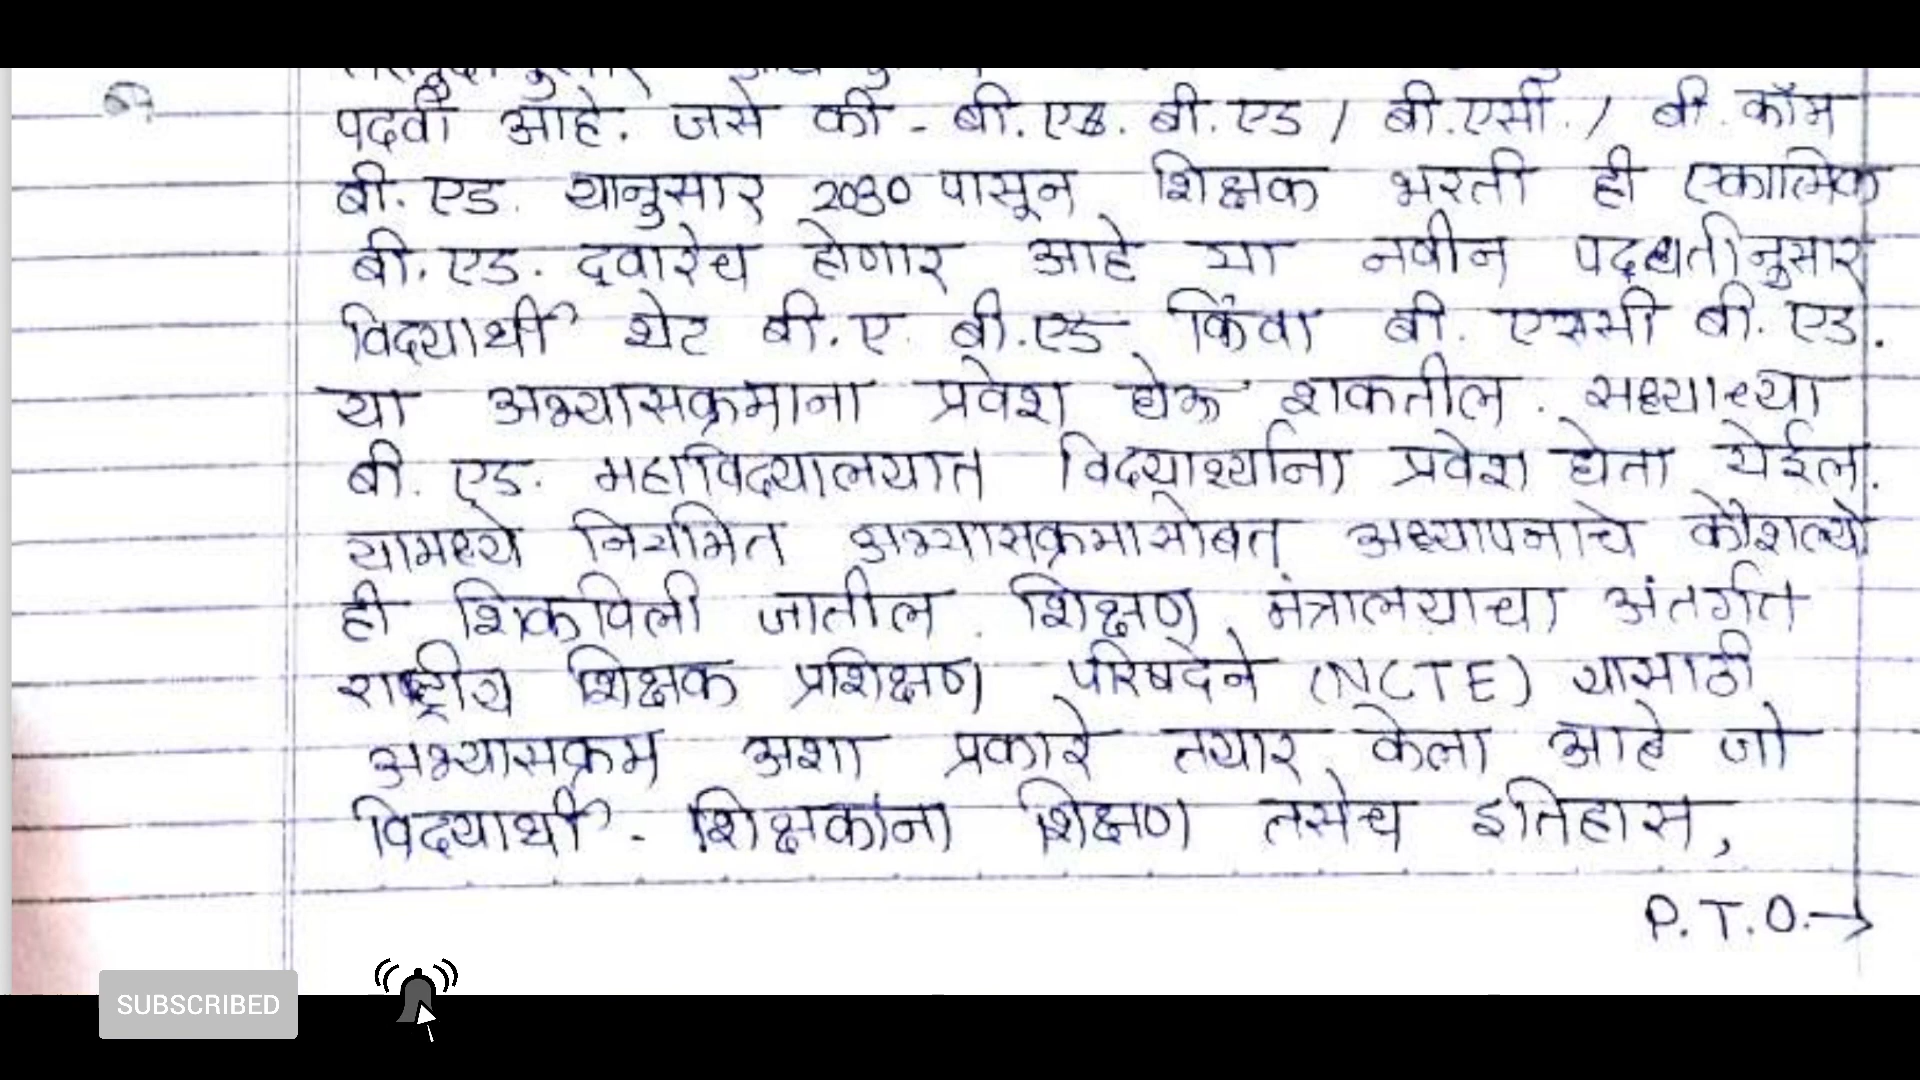 पदवी आहे. जसे की - बी.एड. बी.एड / बी.एसी. / बी. कॉम
बी. एड. यानुसार 2030 पासून शिक्षक भरती ही एकात्मिक
बी. एड. द्वारेच होणार आहे या नवीन पद्धतीनुसार
विद्यार्थी थेट बी.ए. बी.एड. किंवा बी. एससी बी. एड.
या अभ्यासक्रमाना प्रवेश घेऊ शकतील. सध्याच्या
बी. एड. महाविद्यालयात विद्यार्थ्याना प्रवेश घेता येईल.
यामध्ये नियमित अभ्यासक्रमासोबत अध्यापनाचे कौशल्ये
ही शिकविली जातील. शिक्षण मंत्रालयाचा अंतर्गत
राष्ट्रीय शिक्षक प्रशिक्षण परिषदेने (NCTE) यासाठी
अभ्यासक्रम अशा प्रकारे तयार केला आहे जो
विद्यार्थी - शिक्षकांना शिक्षण तसेच इतिहास,
P.T.O.→
SUBSCRIBED